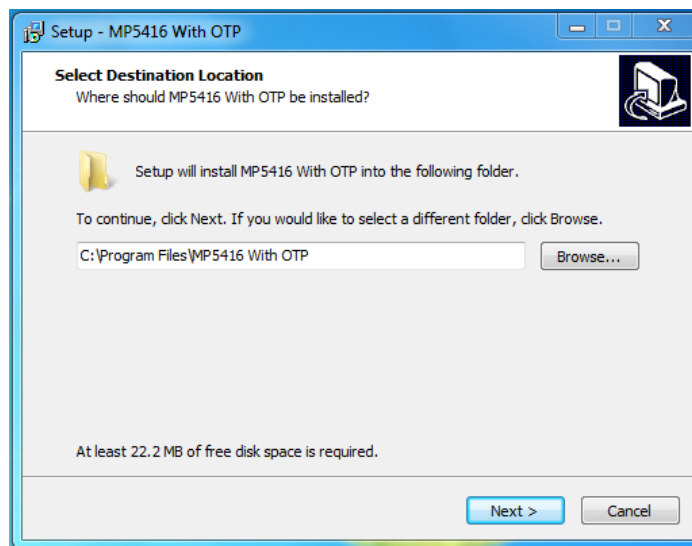 Setup - MP5416 With OTP
Select Destination Location
Where should MP5416 With OTP be installed?
Setup will install MP5416 With OTP into the following folder.
To continue, click Next. If you would like to select a different folder, click Browse.
C:\Program Files\MP5416 With OTP
Browse...
At least 22.2 MB of free disk space is required.
Next >
Cancel